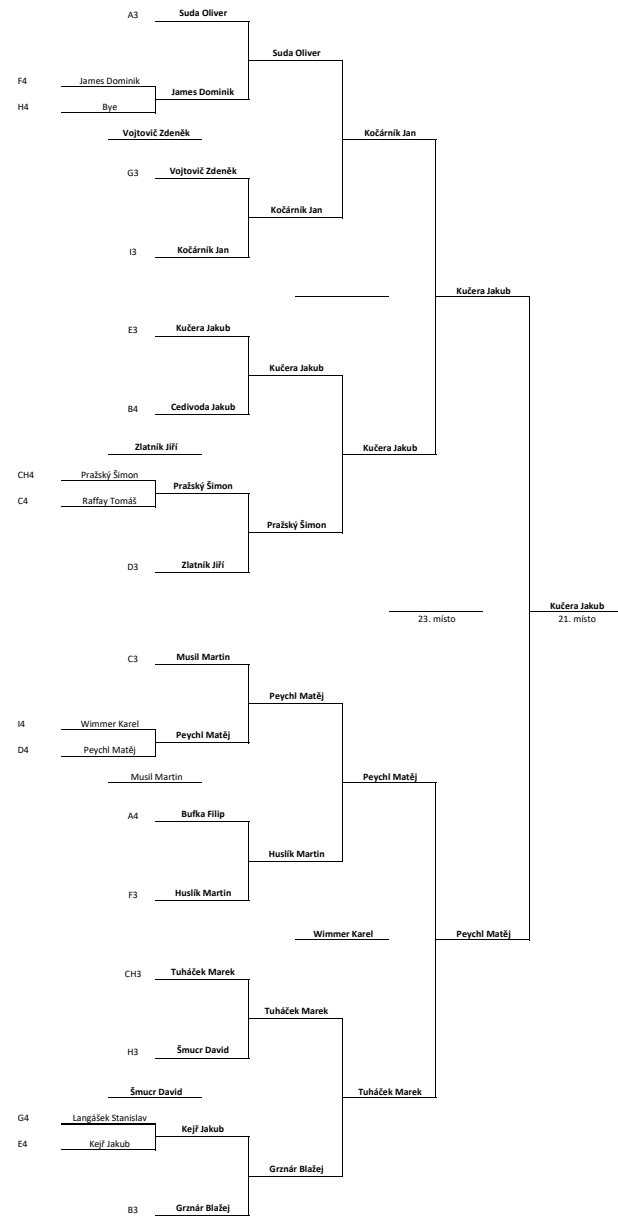 A3 Suda Oliver
Suda Oliver
F4 James Dominik
James Dominik
H4 Bye
Vojtovič Zdeněk Kočárník Jan
G3 Vojtovič Zdeněk
Kočárník Jan
I3 Kočárník Jan
Kučera Jakub
E3 Kučera Jakub
Kučera Jakub
B4 Cedivoda Jakub
Zlatník Jiří Kučera Jakub
CH4 Pražský Šimon
Pražský Šimon
C4 Raffay Tomáš
Pražský Šimon
D3 Zlatník Jiří
Kučera Jakub
23. místo 21. místo
C3 Musil Martin
Peychl Matěj
I4 Wimmer Karel
Peychl Matěj
D4 Peychl Matěj
Musil Martin Peychl Matěj
A4 Bufka Filip
Huslík Martin
F3 Huslík Martin
Wimmer Karel Peychl Matěj
CH3 Tuháček Marek
Tuháček Marek
H3 Šmucr David
Šmucr David Tuháček Marek
G4 Langášek Stanislav
Kejř Jakub
E4 Kejř Jakub
Grznár Blažej
B3 Grznár Blažej